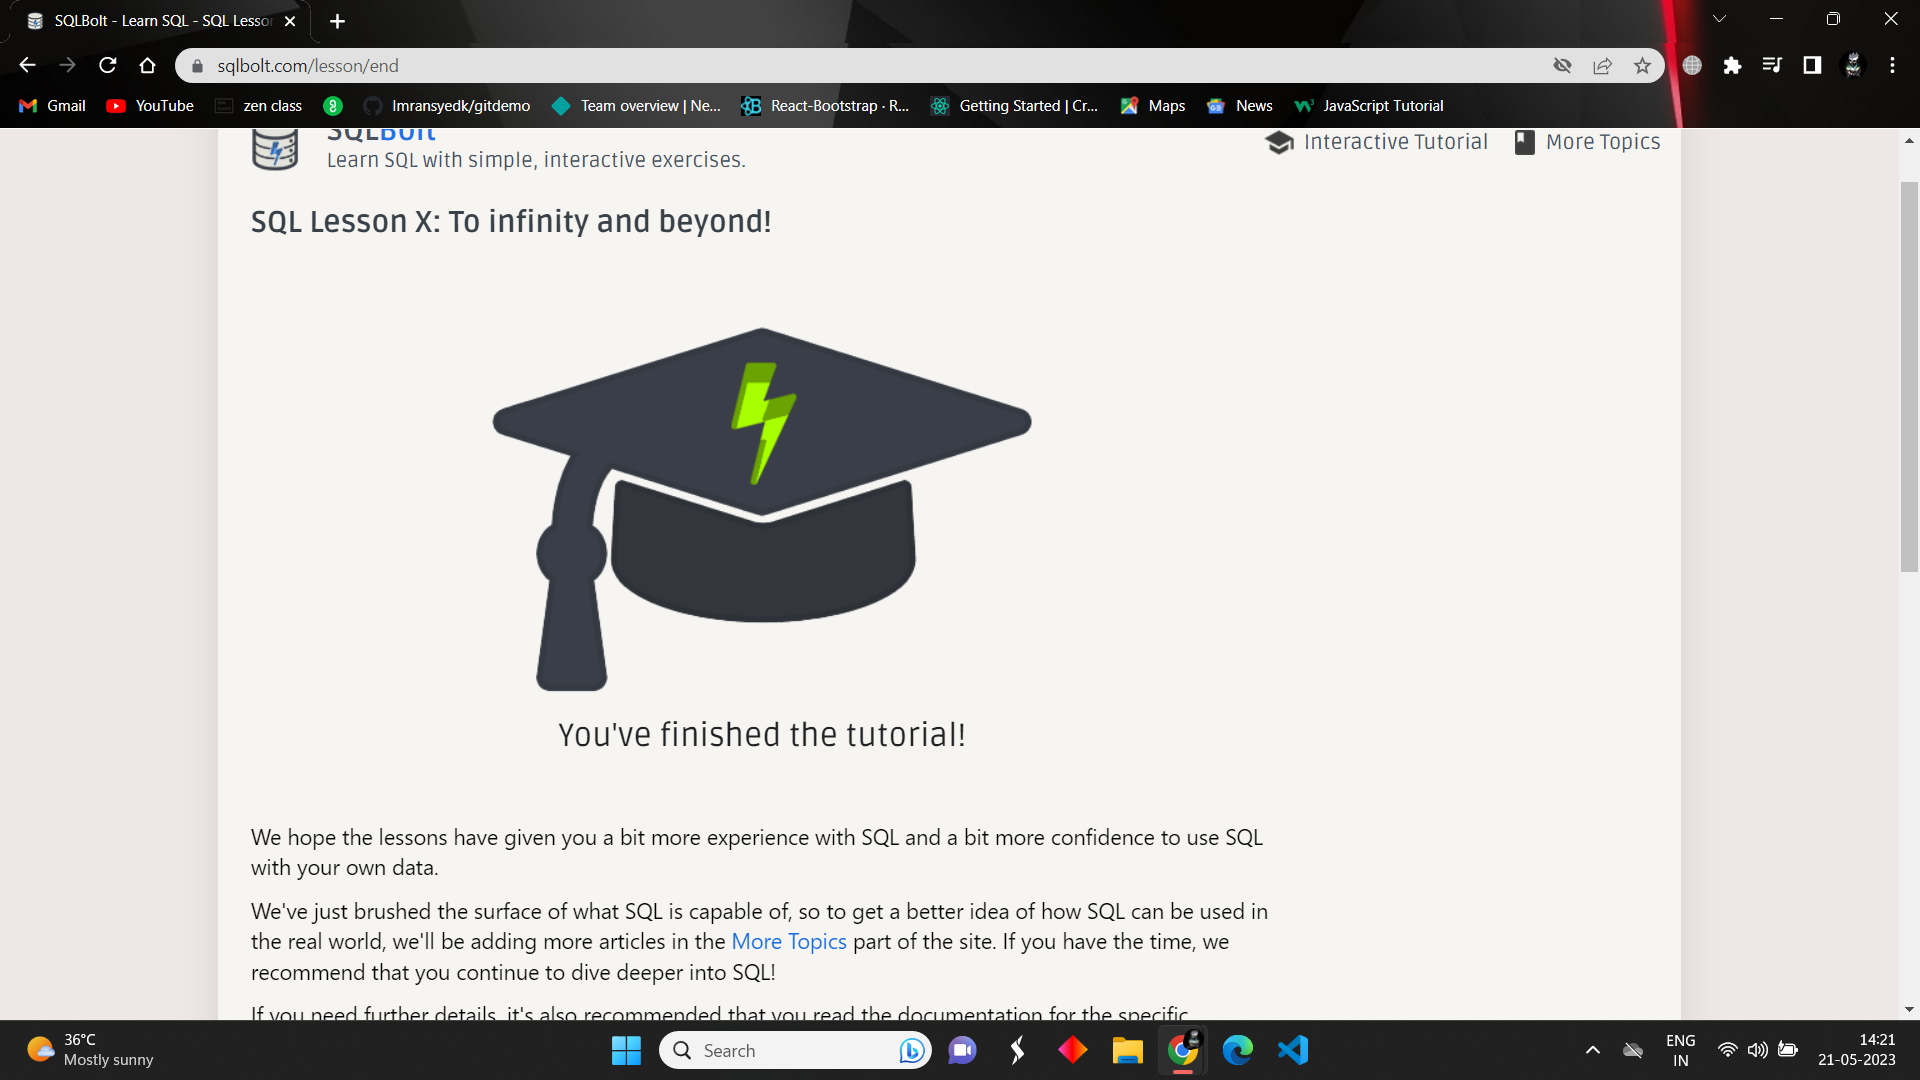 SQLBolt - Learn SQL - SQL Lesso
sqlbolt.com/lesson/end
Gmail
YouTube
zen class
Imransyedk/gitdemo
Team overview | Ne...
React-Bootstrap · R...
Getting Started | Cr...
Maps
News
JavaScript Tutorial
SQLBolt
Learn SQL with simple, interactive exercises.
Interactive Tutorial
More Topics
SQL Lesson X: To infinity and beyond!
You've finished the tutorial!
We hope the lessons have given you a bit more experience with SQL and a bit more confidence to use SQL
with your own data.
We've just brushed the surface of what SQL is capable of, so to get a better idea of how SQL can be used in
the real world, we'll be adding more articles in the More Topics part of the site. If you have the time, we
recommend that you continue to dive deeper into SQL!
If you need further details, it's also recommended that you read the documentation for the specific
36°C
Mostly sunny
Search
ENG
IN
14:21
21-05-2023